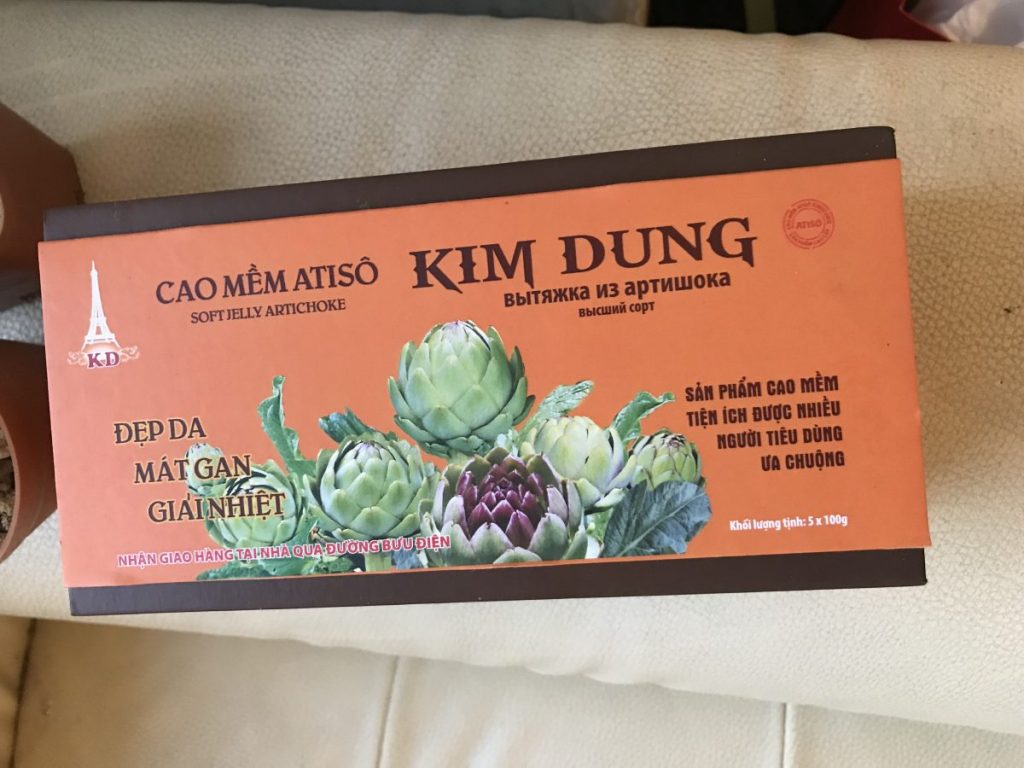 CAO MỀM ATISÔ
SOFT JELLY ARTICHOKE
KIM DUNG
вытяжка из артишока
высший сорт
ATISÔ
K-D
ĐẸP DA
MÁT GAN
GIẢI NHIỆT
SẢN PHẨM CAO MỀM
TIỆN ÍCH ĐƯỢC NHIỀU
NGƯỜI TIÊU DÙNG
ƯA CHUỘNG
Khối lượng tịnh: 5 x 100g
NHẬN GIAO HÀNG TẠI NHÀ QUA ĐƯỜNG BƯU ĐIỆN